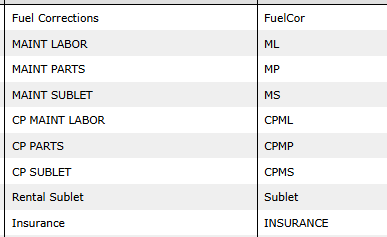 Fuel Corrections FuelCor
MAINT LABOR ML
MAINT PARTS MP
MAINT SUBLET MS
CP MAINT LABOR CPML
CP PARTS CPMP
CP SUBLET CPMS
Rental Sublet Sublet
Insurance INSURANCE